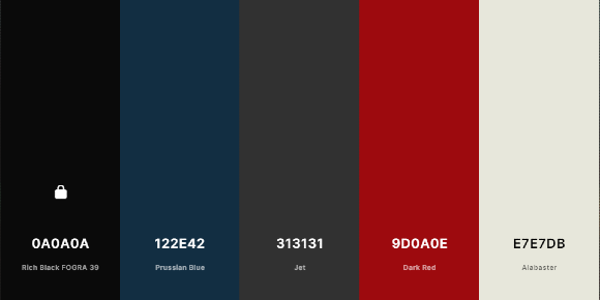 0A0A0A
Rich Black FOGRA 39
122E42
Prussian Blue
313131
Jet
9D0A0E
Dark Red
E7E7DB
Alabaster